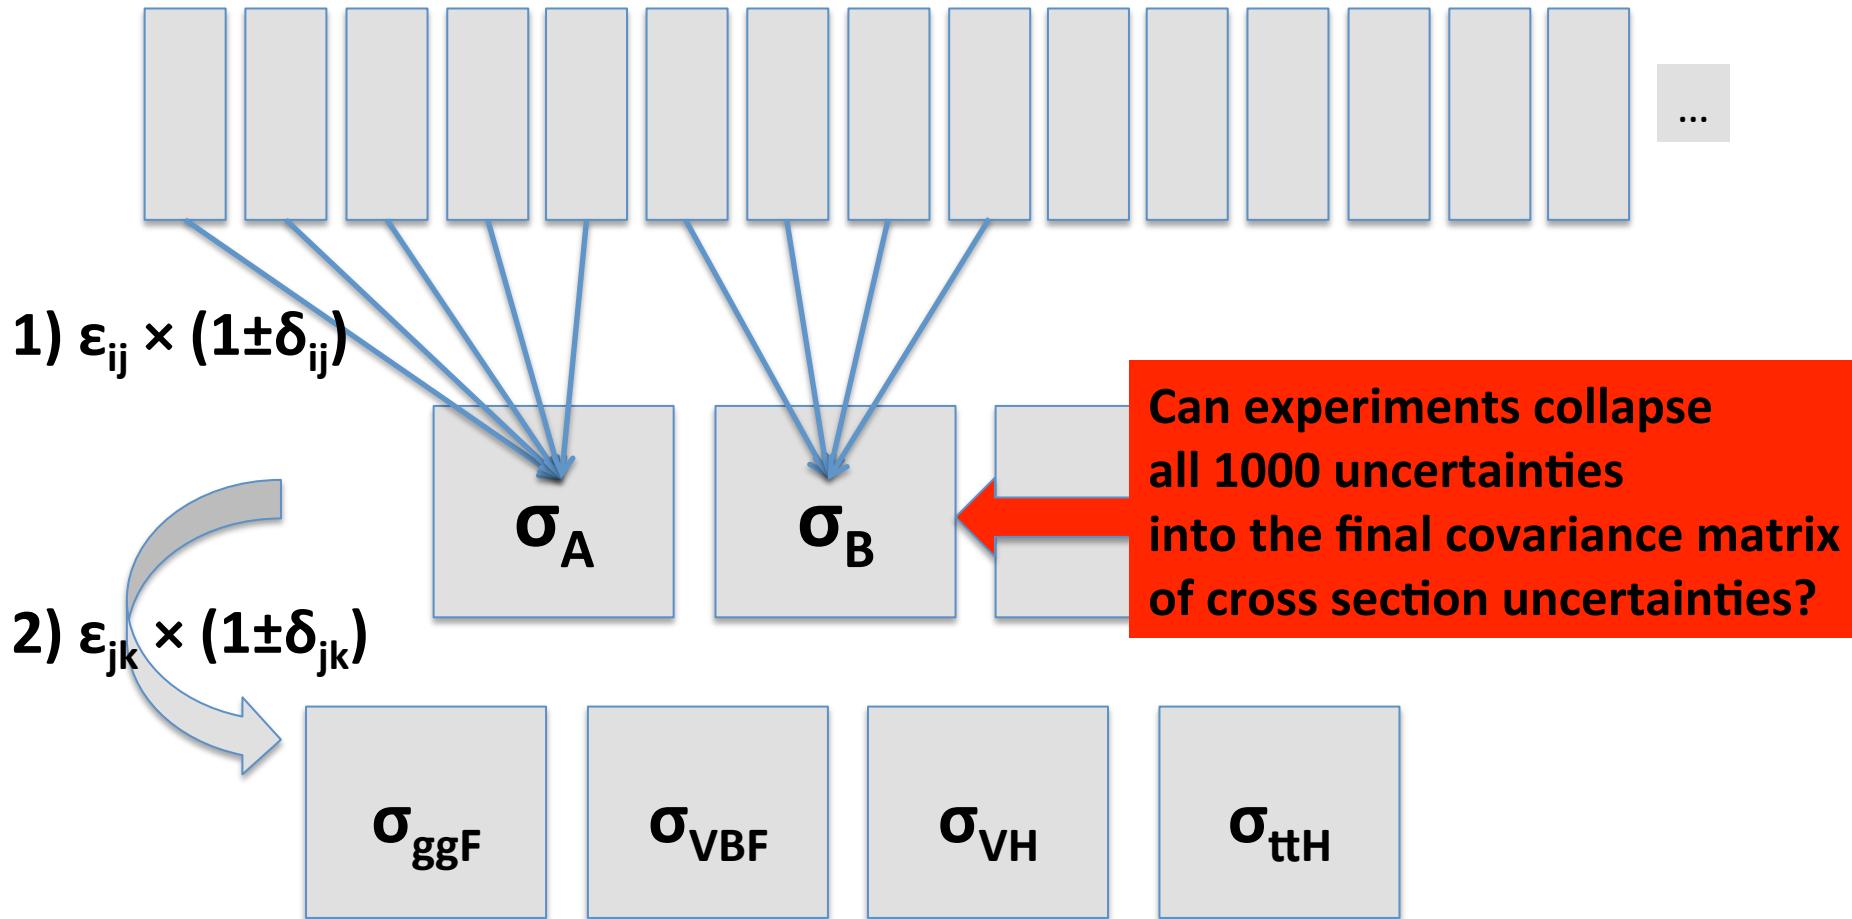 ...
1) εij × (1±δij)
Can experiments collapse
all 1000 uncertainties
into the final covariance matrix
of cross section uncertainties?
σA
σB
2) εjk × (1±δjk)
σggF
σVBF
σVH
σttH